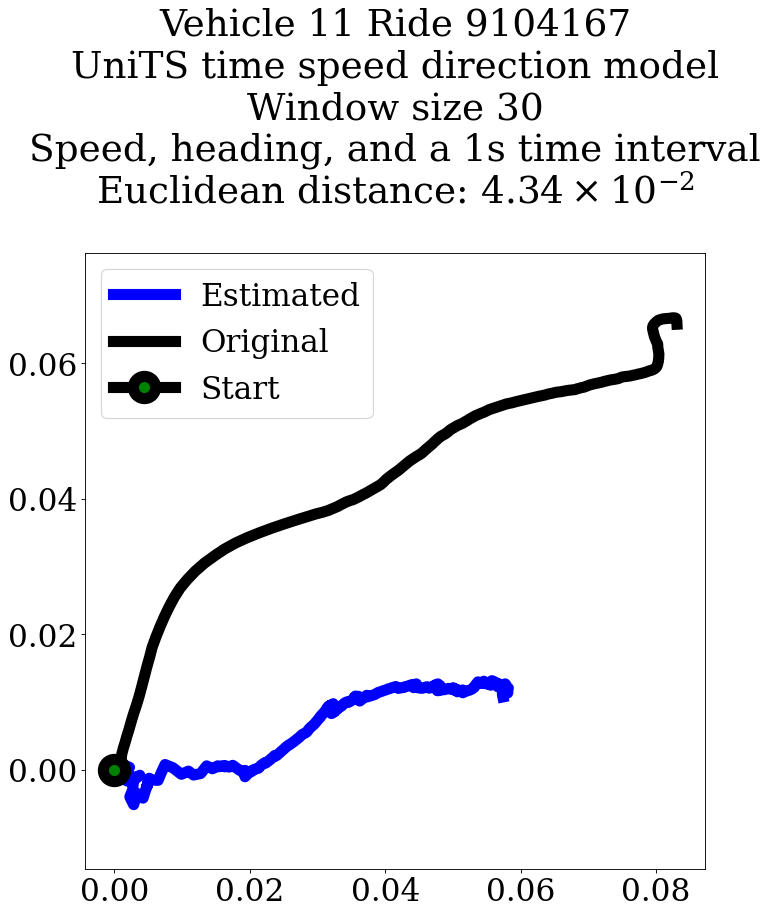 Vehicle 11 Ride 9104167
UniTS time speed direction model
Window size 30
Speed, heading, and a 1s time interval
Euclidean distance: 4.34 × 10⁻²
Estimated
Original
Start
0.06
0.04
0.02
0.00
0.00 0.02 0.04 0.06 0.08